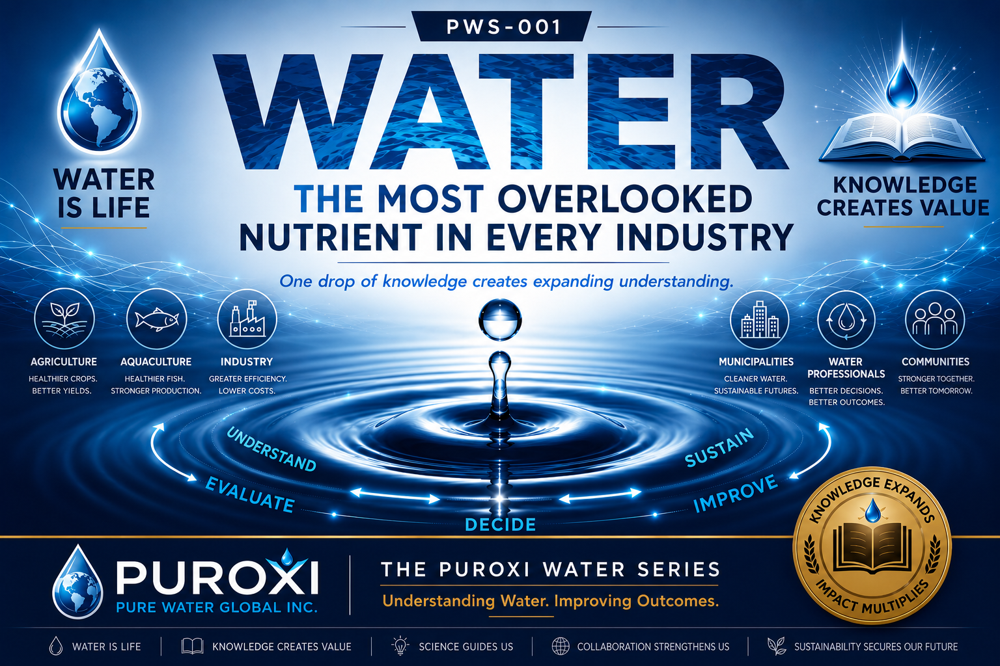 PWS-001
WATER
THE MOST OVERLOOKED
NUTRIENT IN EVERY INDUSTRY
One drop of knowledge creates expanding understanding.
WATER
IS LIFE
KNOWLEDGE
CREATES VALUE
AGRICULTURE
HEALTHIER CROPS.
BETTER YIELDS.
AQUACULTURE
HEALTHIER FISH.
STRONGER PRODUCTION.
INDUSTRY
GREATER EFFICIENCY.
LOWER COSTS.
MUNICIPALITIES
CLEANER WATER.
SUSTAINABLE FUTURES.
WATER
PROFESSIONALS
BETTER DECISIONS.
BETTER OUTCOMES.
COMMUNITIES
STRONGER TOGETHER.
BETTER TOMORROW.
UNDERSTAND
EVALUATE
DECIDE
IMPROVE
SUSTAIN
KNOWLEDGE EXPANDS
IMPACT MULTIPLIES
PUROXI
PURE WATER GLOBAL INC.
THE PUROXI WATER SERIES
Understanding Water. Improving Outcomes.
WATER IS LIFE
KNOWLEDGE CREATES VALUE
SCIENCE GUIDES US
COLLABORATION STRENGTHENS US
SUSTAINABILITY SECURES OUR FUTURE